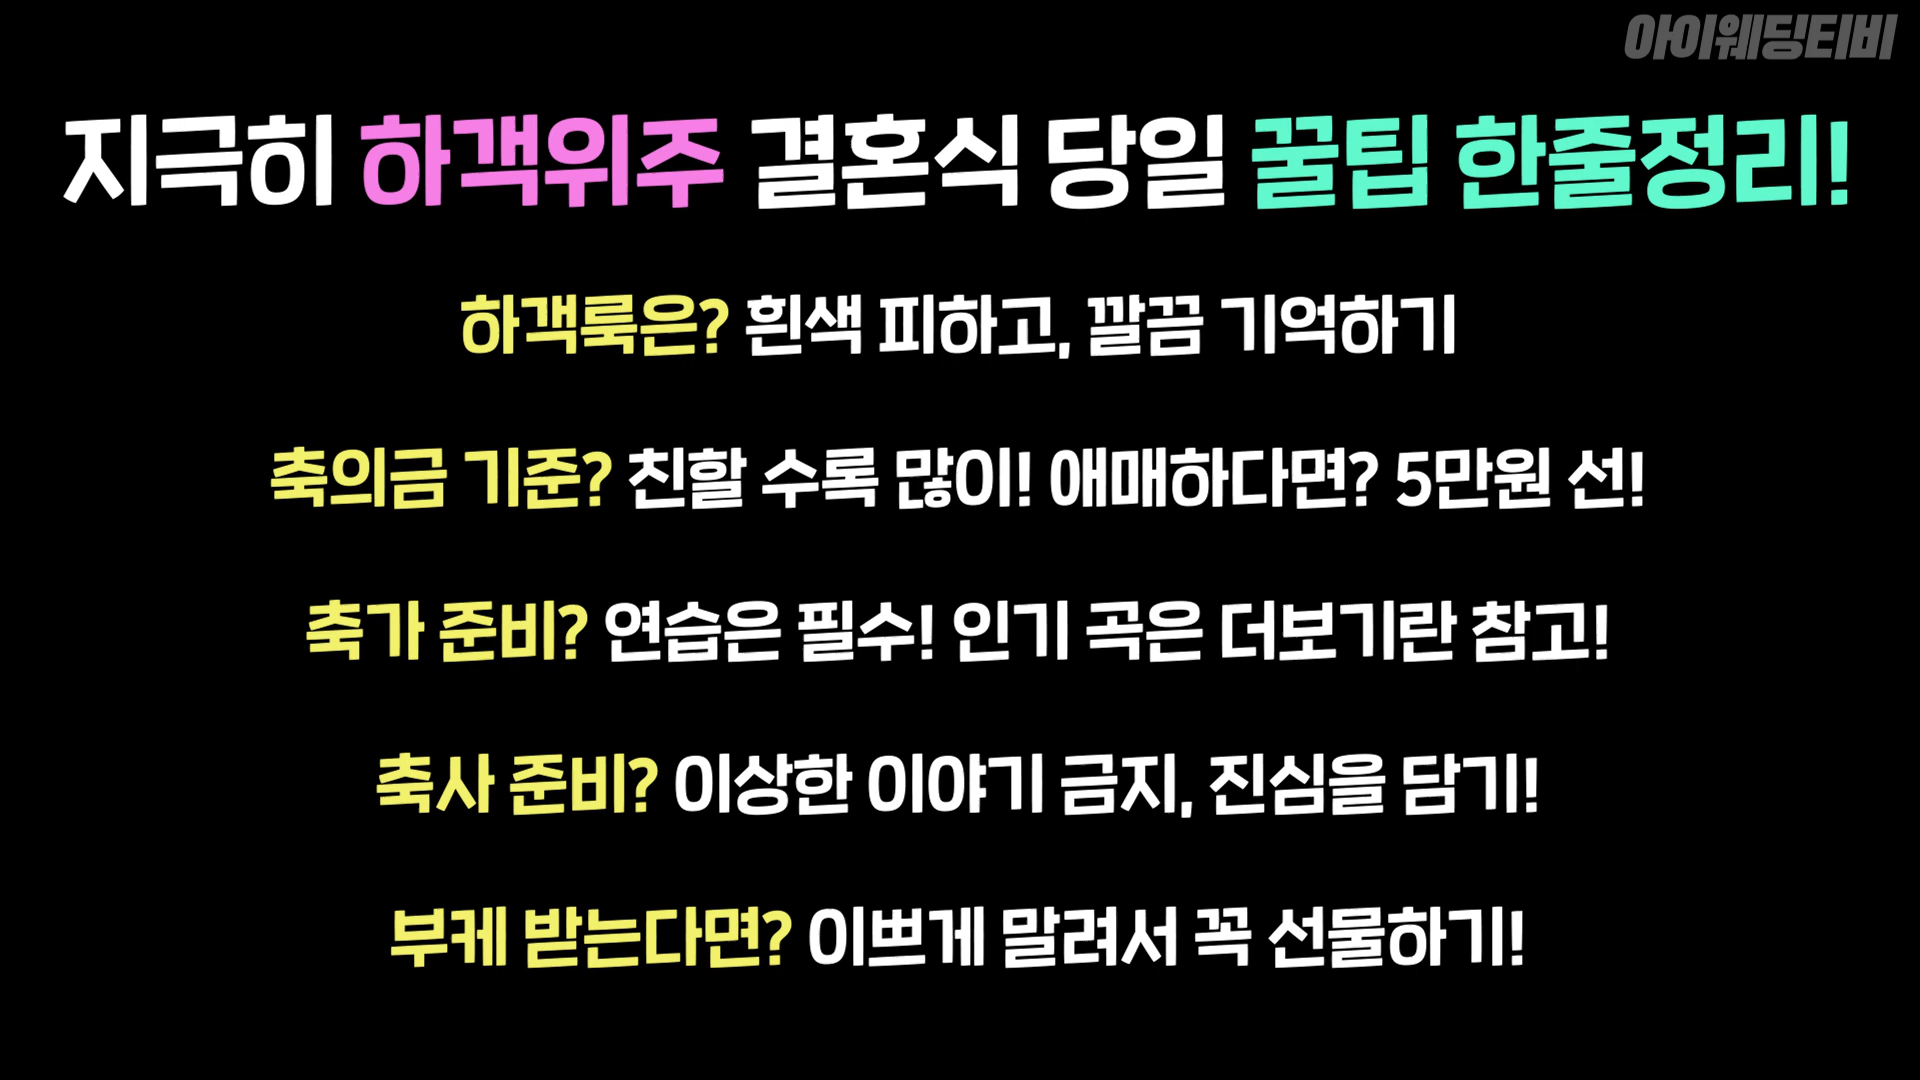 아이웨딩티비
지극히 하객위주 결혼식 당일 꿀팁 한줄정리!
하객룩은? 흰색 피하고, 깔끔 기억하기
축의금 기준? 친할 수록 많이! 애매하다면? 5만원 선!
축가 준비? 연습은 필수! 인기 곡은 더보기란 참고!
축사 준비? 이상한 이야기 금지, 진심을 담기!
부케 받는다면? 이쁘게 말려서 꼭 선물하기!